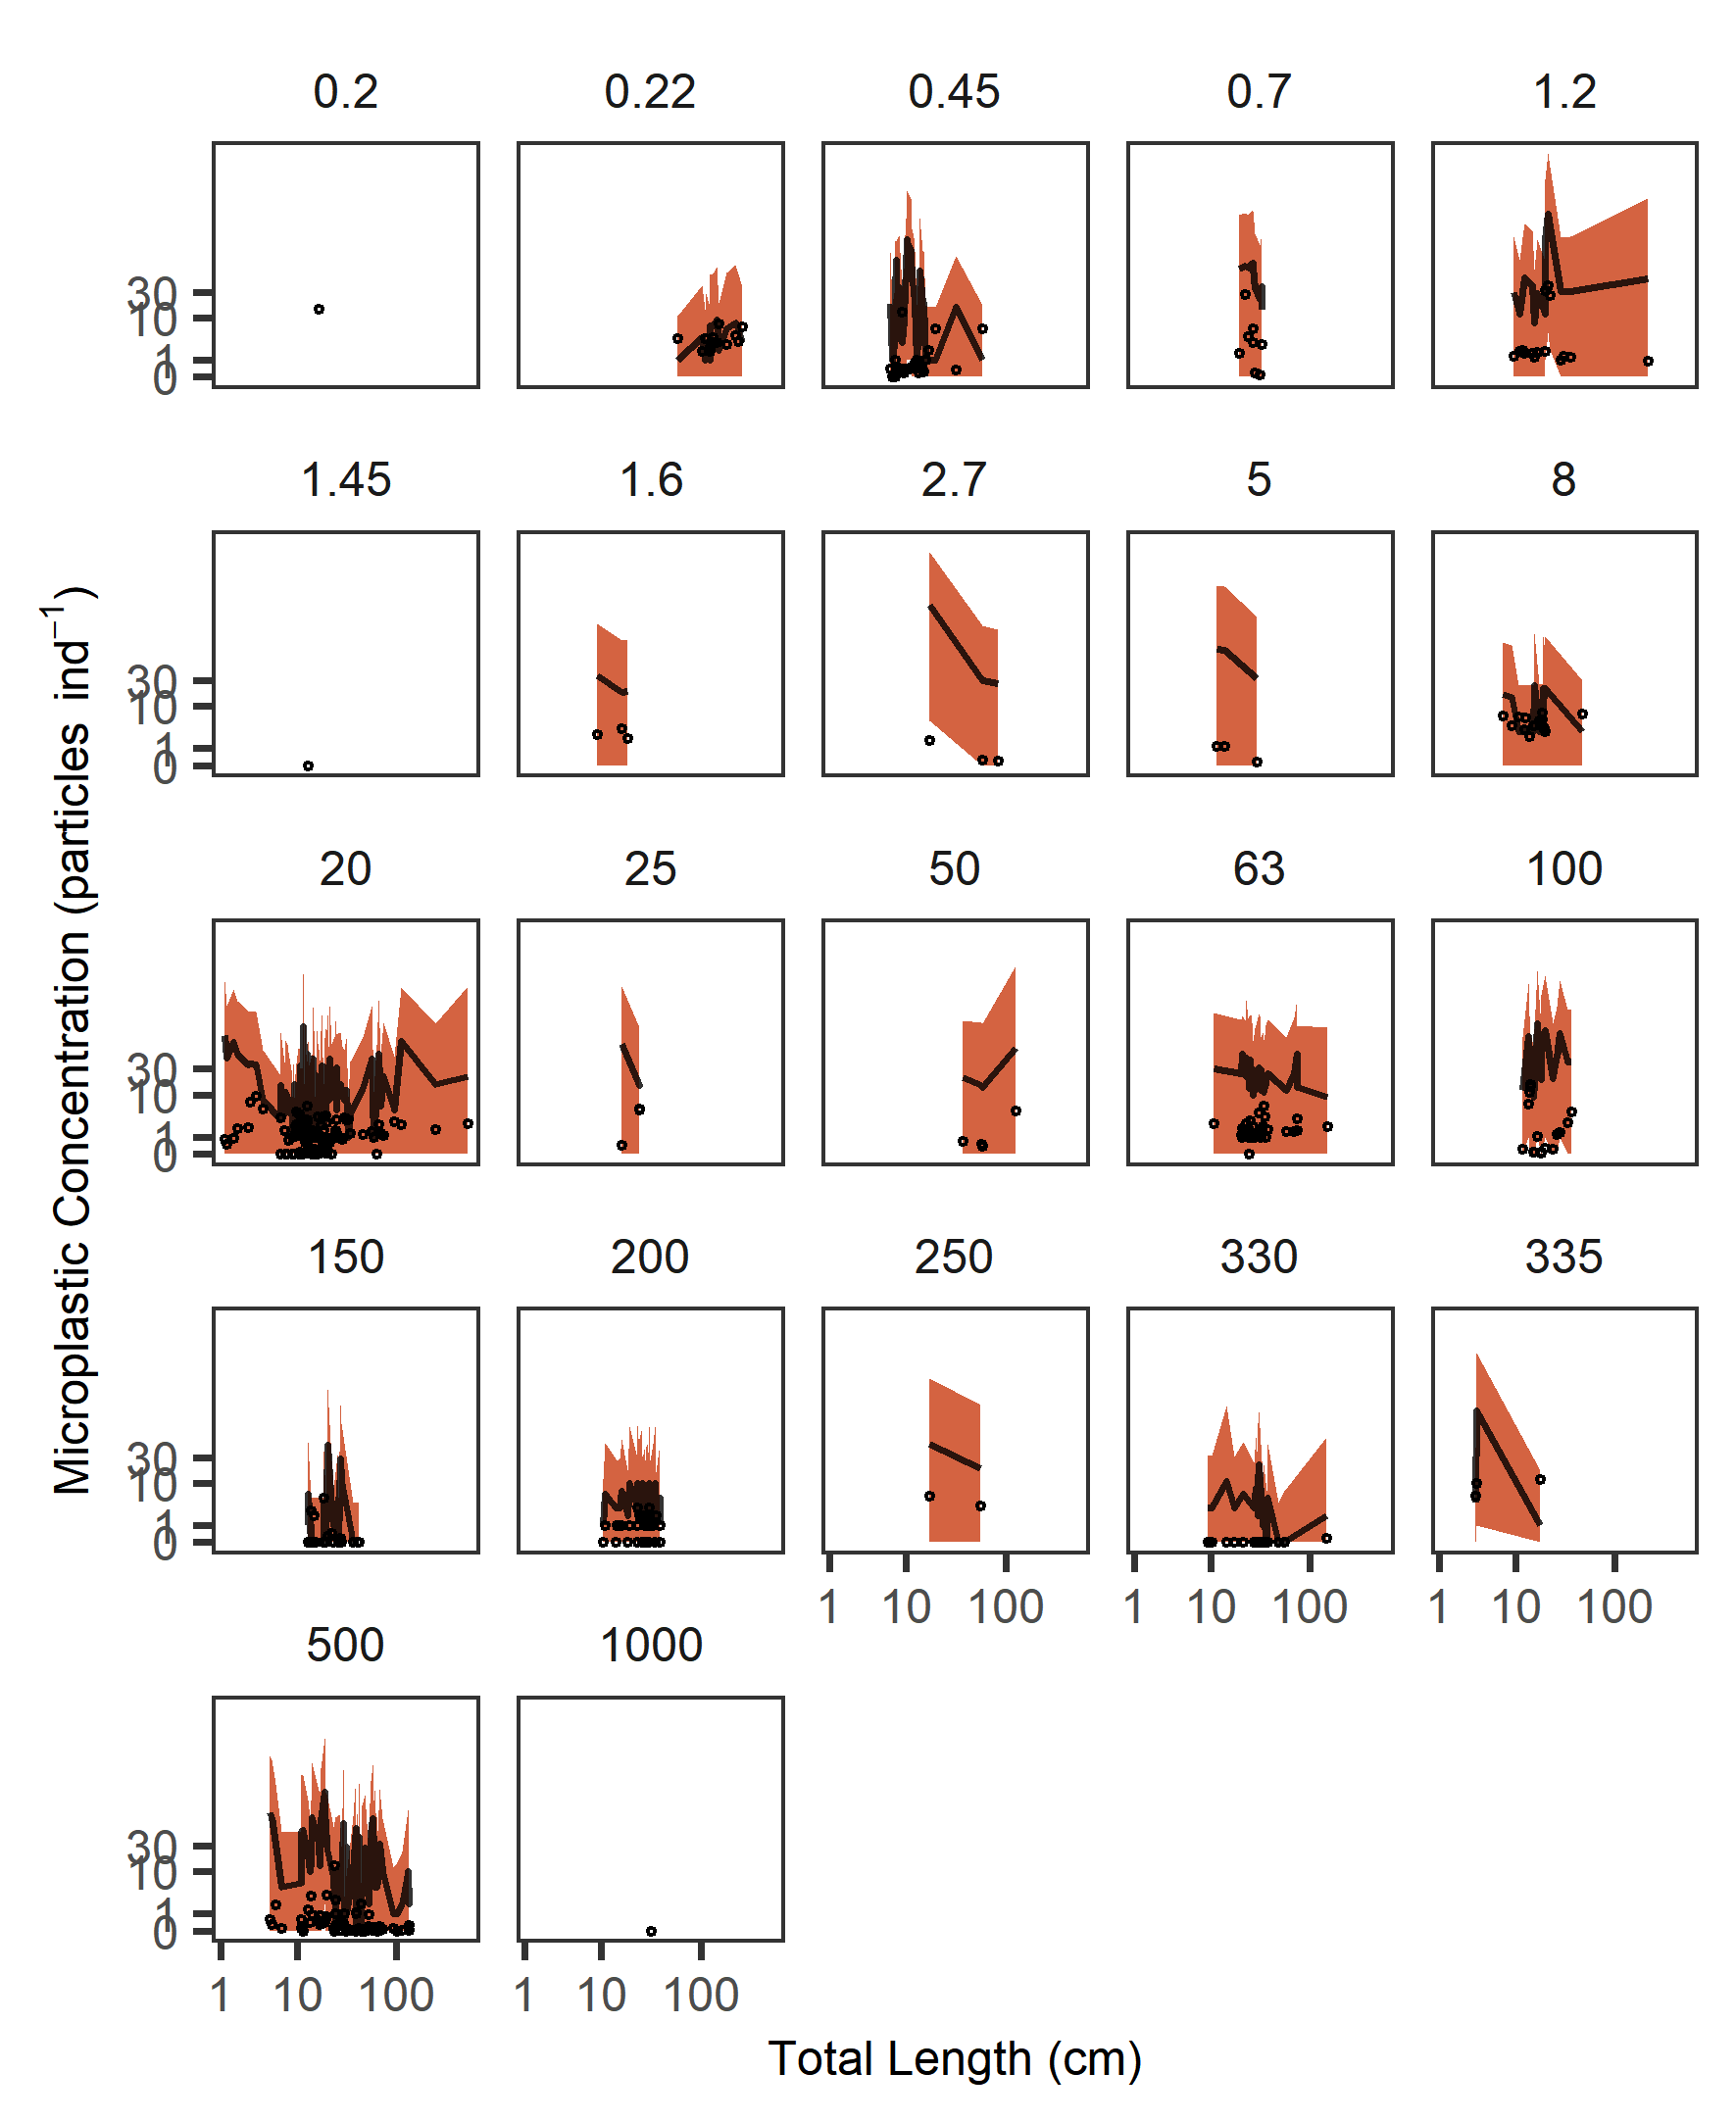 0.2 0.22 0.45 0.7 1.2
30
10
1
0
1.45 1.6 2.7 5 8
30
10
1
0
20 25 50 63 100
30
10
1
0
150 200 250 330 335
30
10
1
0
1 10 100 1 10 100 1 10 100
500 1000
30
10
1
0
1 10 100 1 10 100
Total Length (cm)
Microplastic Concentration (particles ind⁻¹)